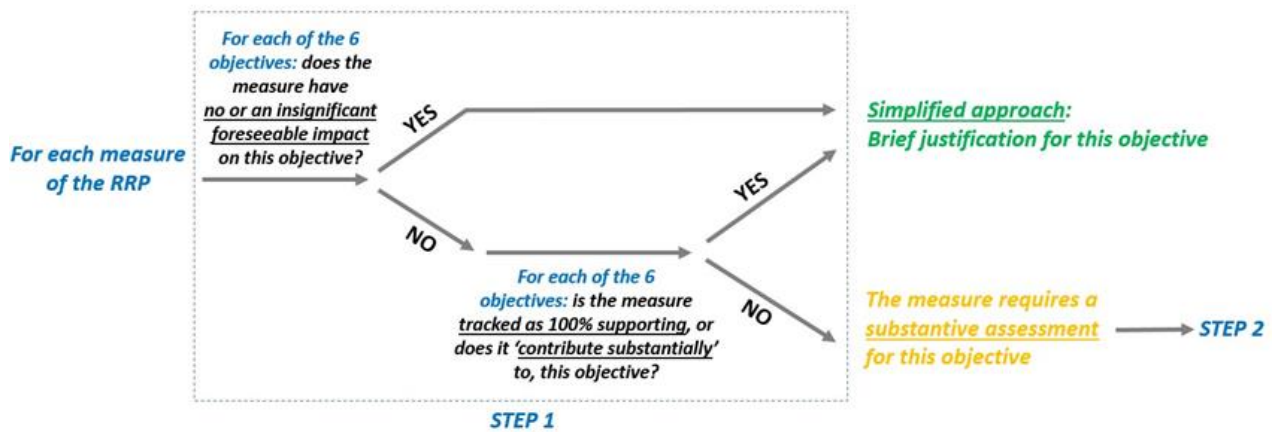 For each measure
of the RRP
For each of the 6
objectives: does the
measure have
no or an insignificant
foreseeable impact
on this objective?
YES
NO
For each of the 6
objectives: is the measure
tracked as 100% supporting, or
does it ‘contribute substantially’
to, this objective?
YES
NO
Simplified approach:
Brief justification for this objective
The measure requires a
substantive assessment
for this objective
STEP 2
STEP 1